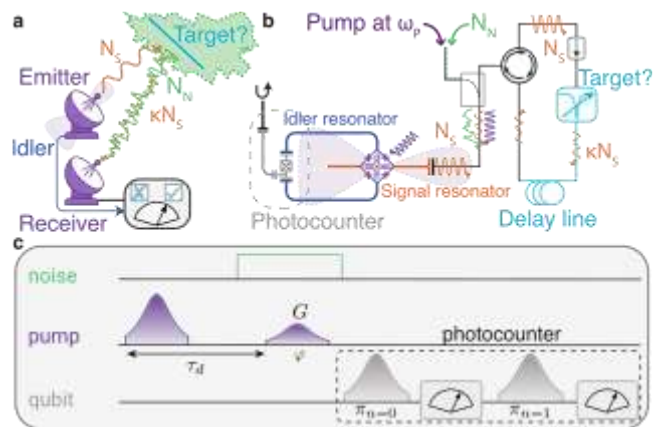 a
N_S
Target?
Emitter
N_N
κN_S
Idler
Receiver
b
Pump at ω_p
N_N
N_S
Target?
Idler resonator
N_S
κN_S
Signal resonator
Photocounter
Delay line
c
noise
pump
G
photocounter
τ_d
φ
qubit
π_{n=0}
π_{n=1}